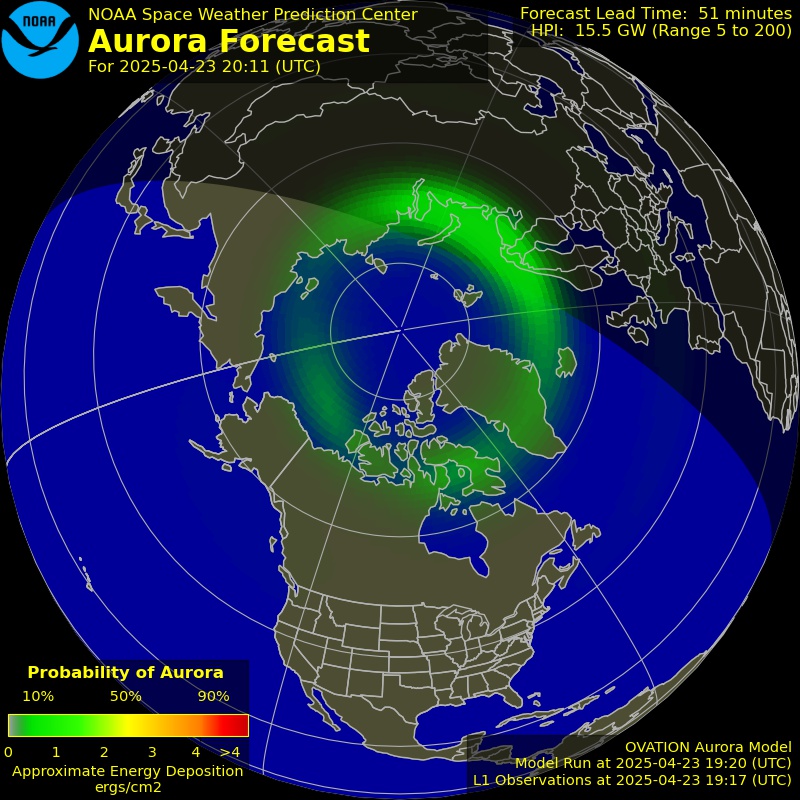 NOAA
NOAA Space Weather Prediction Center
Aurora Forecast
For 2025-04-23 20:11 (UTC)
Forecast Lead Time: 51 minutes
HPI: 15.5 GW (Range 5 to 200)
Probability of Aurora
10% 50% 90%
0 1 2 3 4 >4
Approximate Energy Deposition
ergs/cm2
OVATION Aurora Model
Model Run at 2025-04-23 19:20 (UTC)
L1 Observations at 2025-04-23 19:17 (UTC)